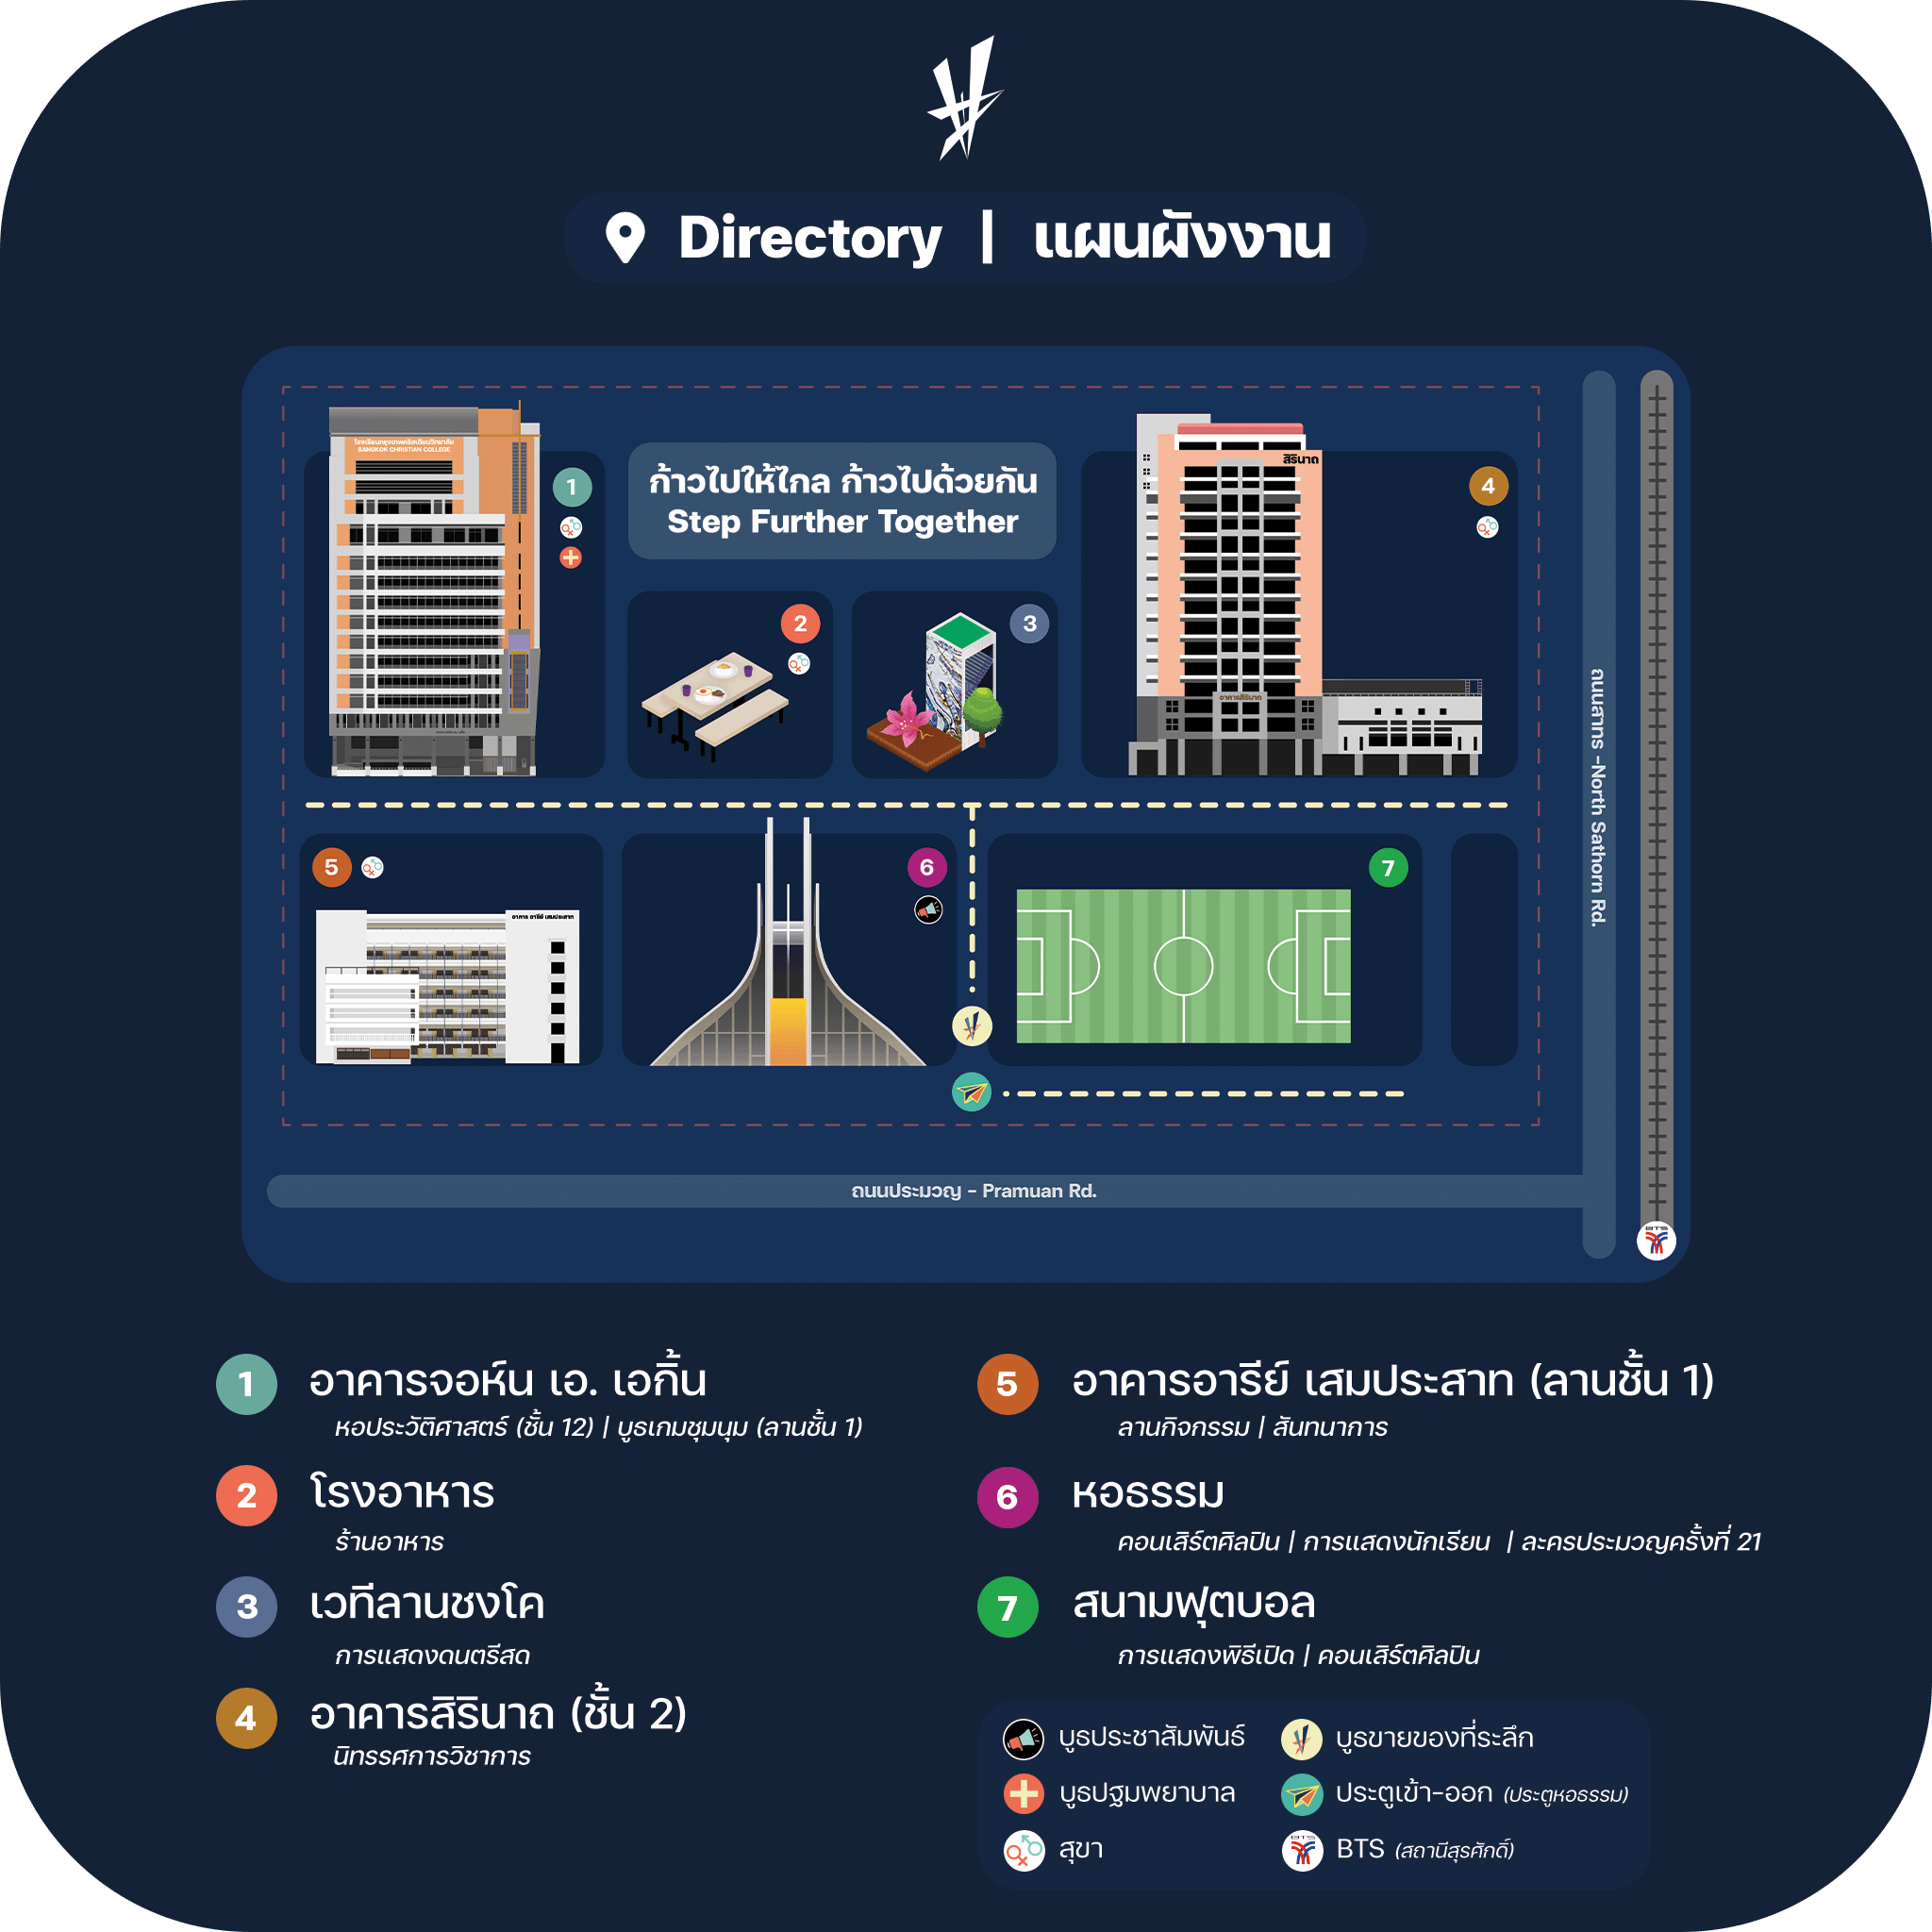 Directory | แผนผังงาน
โรงเรียนกรุงเทพคริสเตียนวิทยาลัย
BANGKOK CHRISTIAN COLLEGE
1
ก้าวไปให้ไกล ก้าวไปด้วยกัน
Step Further Together
สิรินาถ
4
2
3
อาคารสิรินาถ
ถนนสาทร -North Sathorn Rd.
5
อาคาร อารีย์ เสมประสาท
6
7
ถนนประมวญ - Pramuan Rd.
BTS
1 อาคารจอห์น เอ. เอกิ้น
หอประวัติศาสตร์ (ชั้น 12) | บูธเกมชุมนุม (ลานชั้น 1)
2 โรงอาหาร
ร้านอาหาร
3 เวทีลานชงโค
การแสดงดนตรีสด
4 อาคารสิรินาถ (ชั้น 2)
นิทรรศการวิชาการ
5 อาคารอารีย์ เสมประสาท (ลานชั้น 1)
ลานกิจกรรม | สันทนาการ
6 หอธรรม
คอนเสิร์ตศิลปิน | การแสดงนักเรียน | ละครประมวญครั้งที่ 21
7 สนามฟุตบอล
การแสดงพิธีเปิด | คอนเสิร์ตศิลปิน
บูธประชาสัมพันธ์
บูธขายของที่ระลึก
บูธปฐมพยาบาล
ประตูเข้า-ออก (ประตูหอธรรม)
สุขา
BTS
BTS (สถานีสุรศักดิ์)